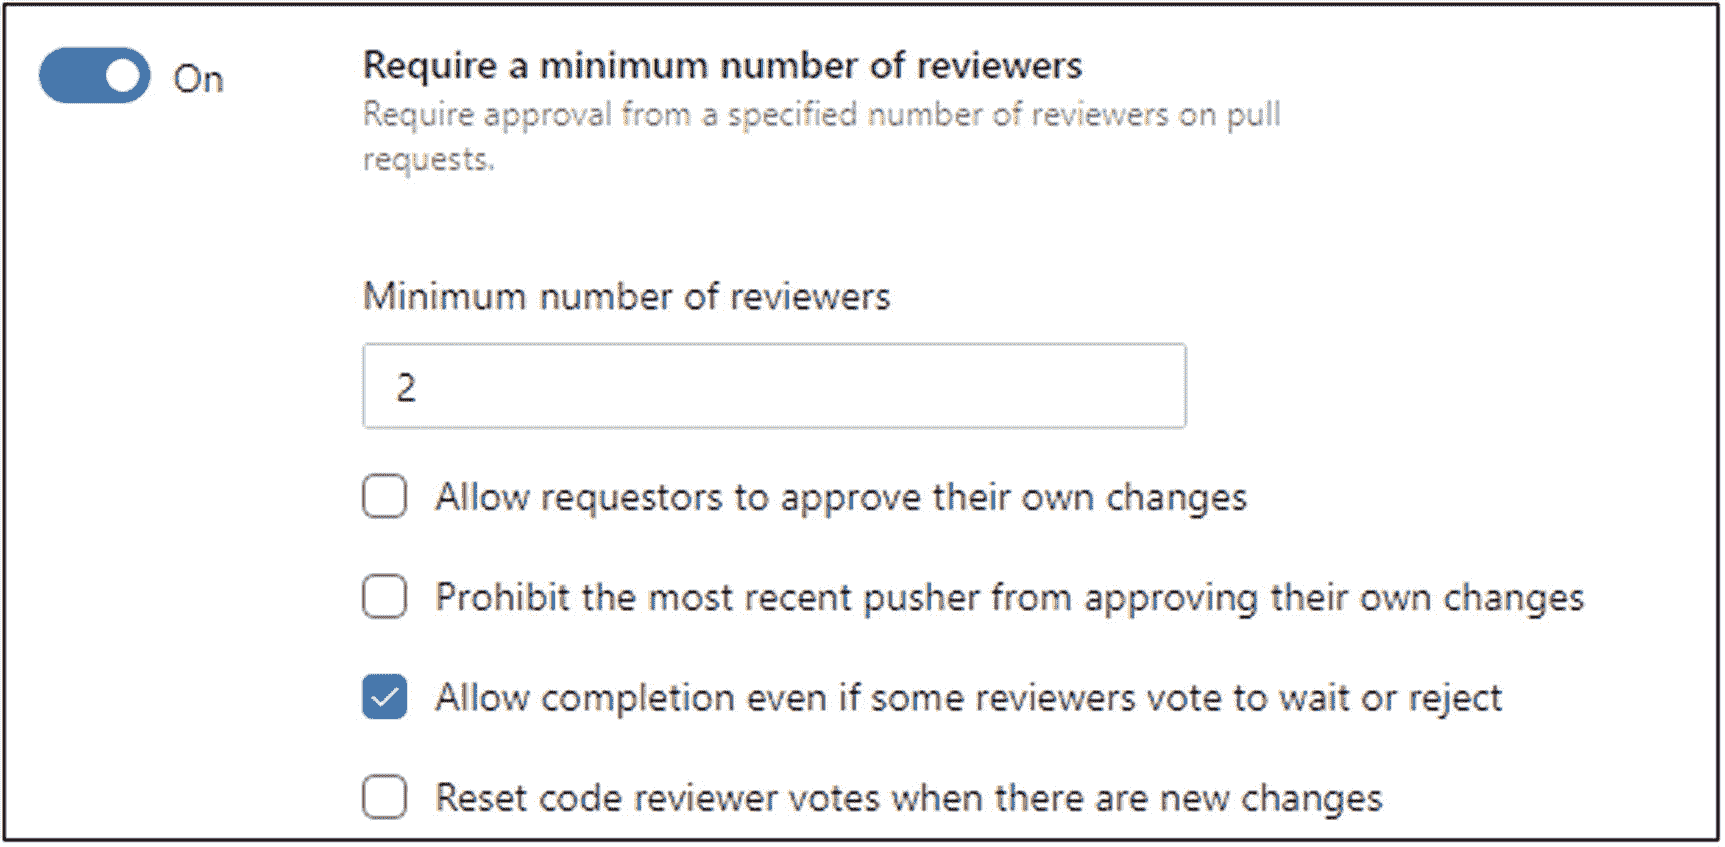 On
Require a minimum number of reviewers
Require approval from a specified number of reviewers on pull
requests.
Minimum number of reviewers
2
Allow requestors to approve their own changes
Prohibit the most recent pusher from approving their own changes
Allow completion even if some reviewers vote to wait or reject
Reset code reviewer votes when there are new changes